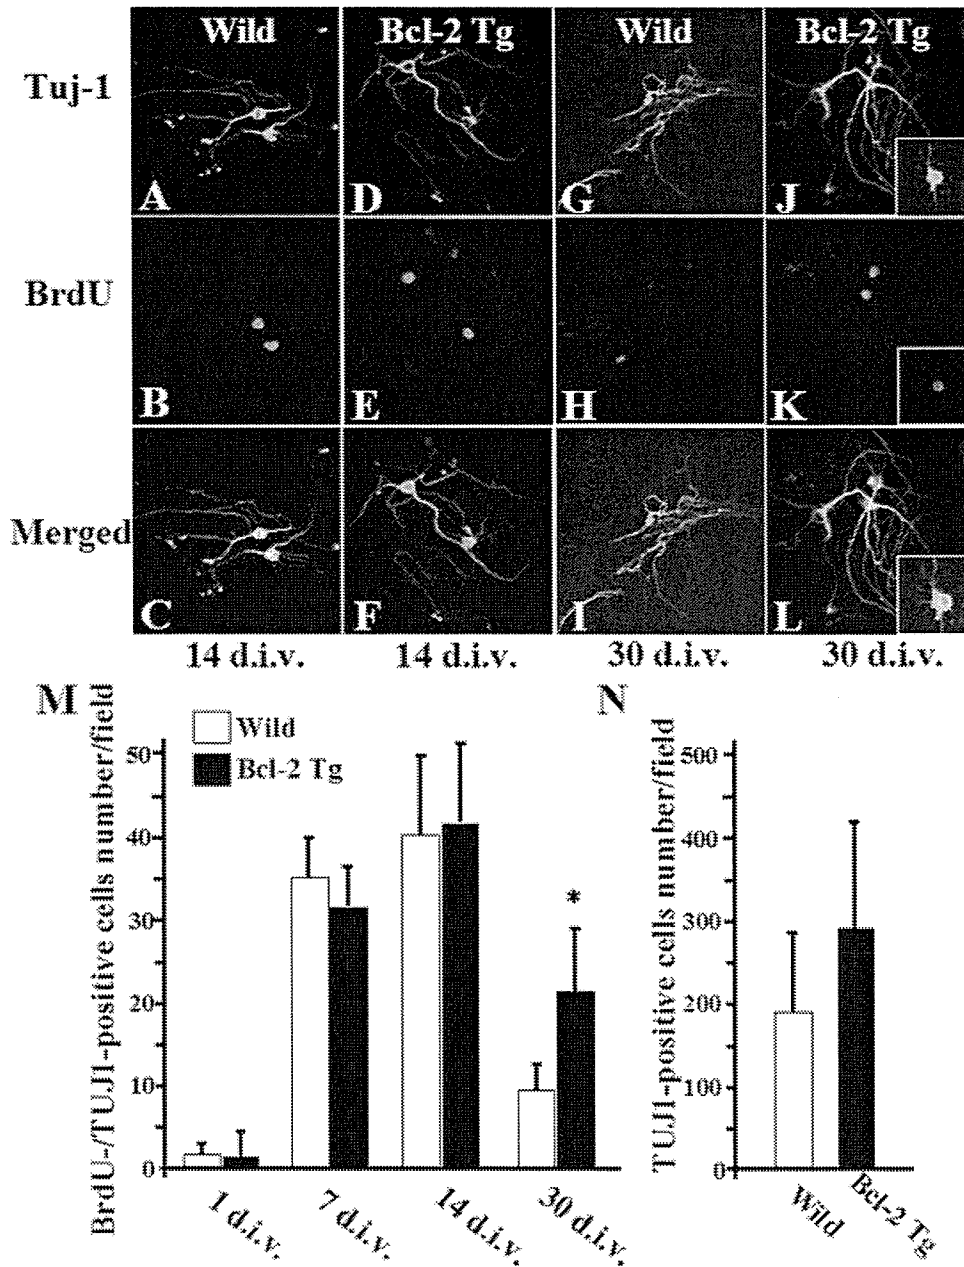 Wild Bcl-2 Tg Wild Bcl-2 Tg
Tuj-1
A D G J
BrdU
B E H K
Merged
C F I L
14 d.i.v. 14 d.i.v. 30 d.i.v. 30 d.i.v.
M
N
Wild
Bcl-2 Tg
BrdU-/TUJ1-positive cells number/field
50
40
30
20
10
0
*
1 d.i.v.
7 d.i.v.
14 d.i.v.
30 d.i.v.
TUJ1-positive cells number/field
500
400
300
200
100
0
Wild
Bcl-2 Tg